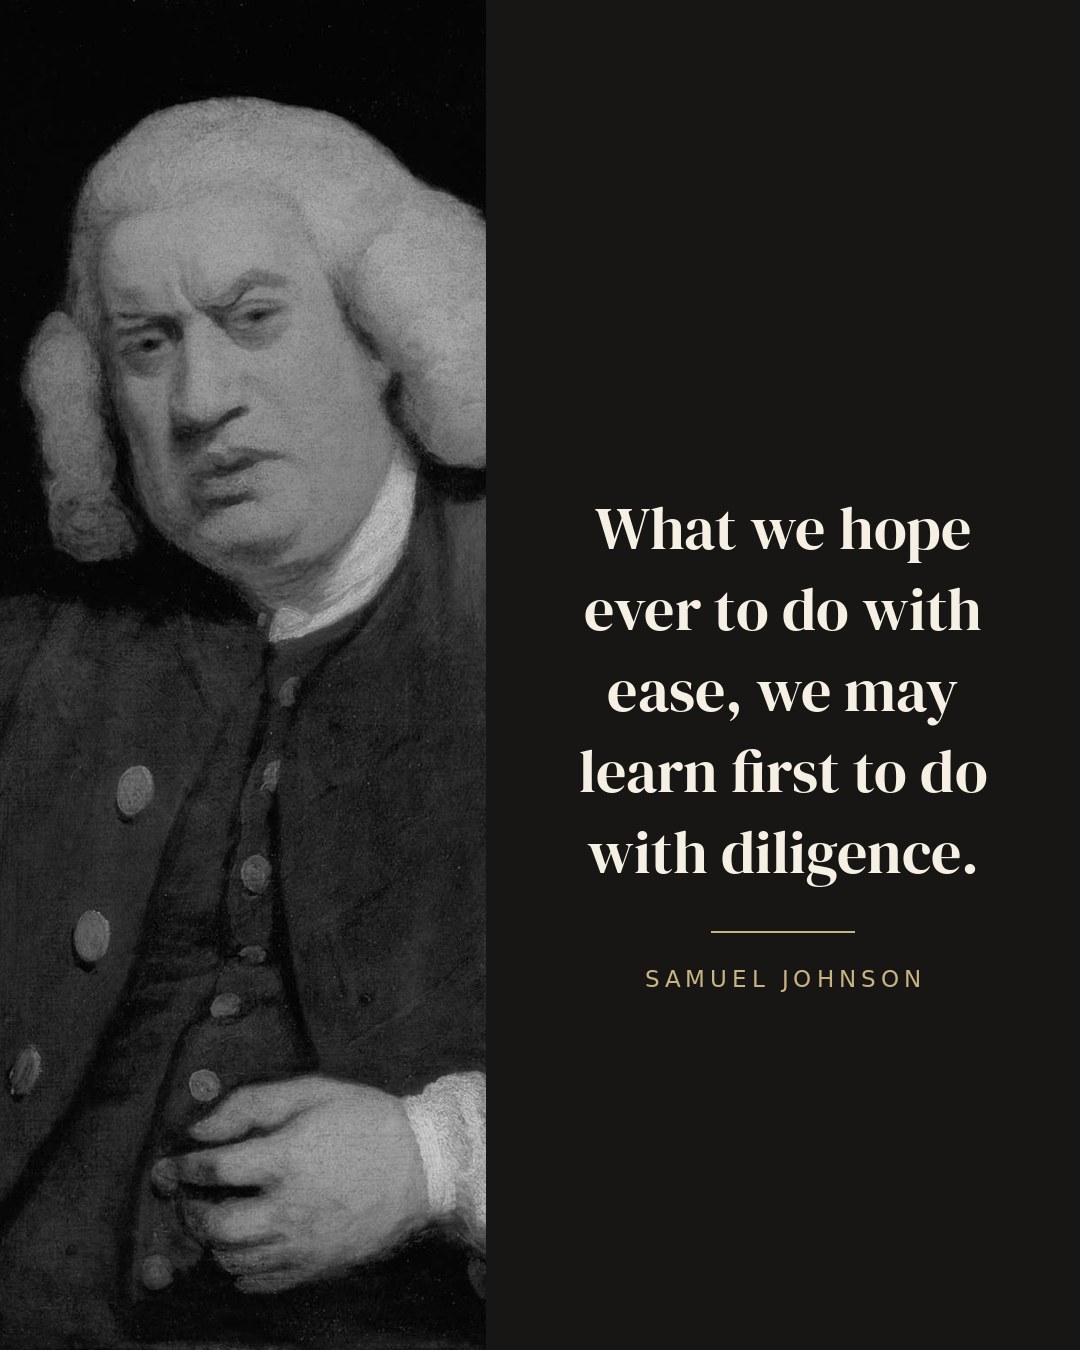 What we hope
ever to do with
ease, we may
learn first to do
with diligence.
SAMUEL JOHNSON